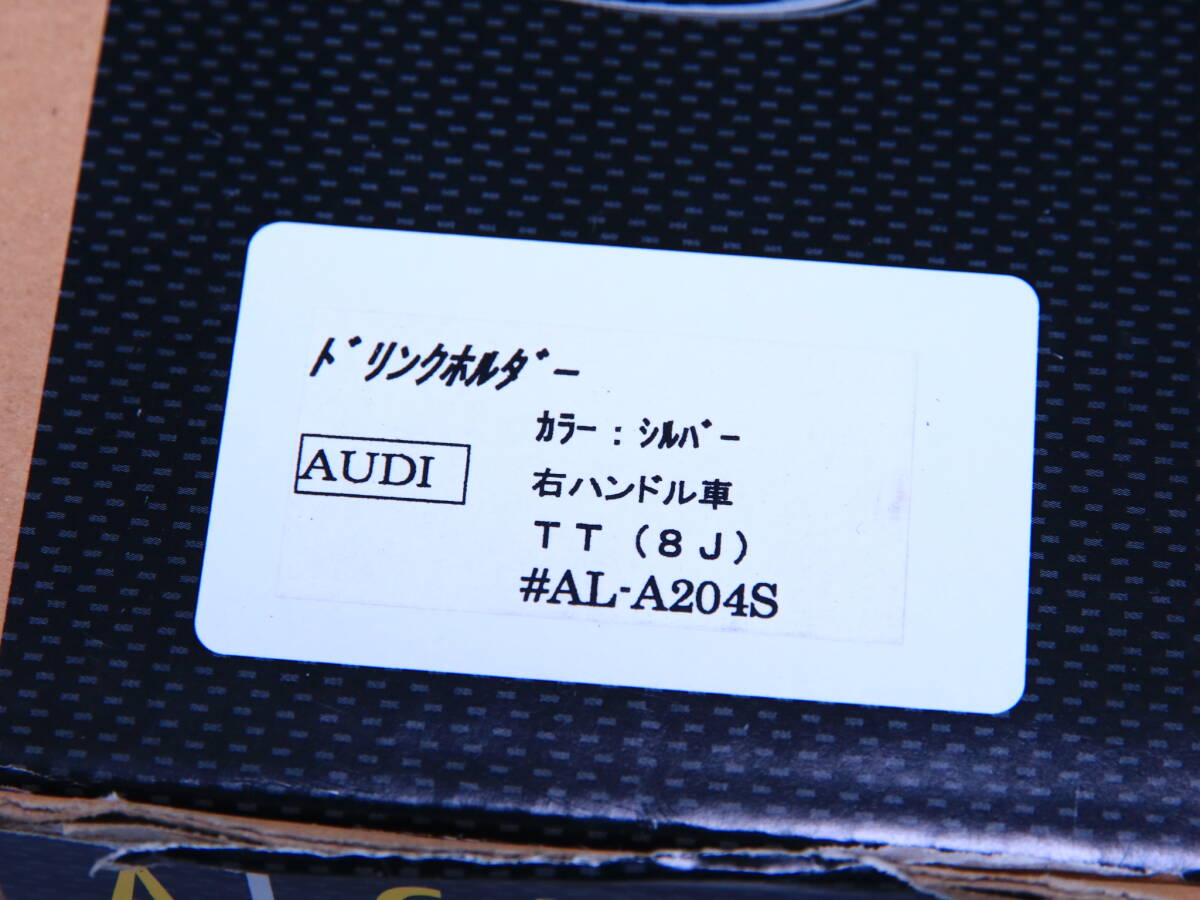 ﾄﾞﾘﾝｸﾎﾙﾀﾞｰ
ｶﾗｰ：ｼﾙﾊﾞｰ
AUDI
右ハンドル車
ＴＴ（８Ｊ）
#AL-A204S